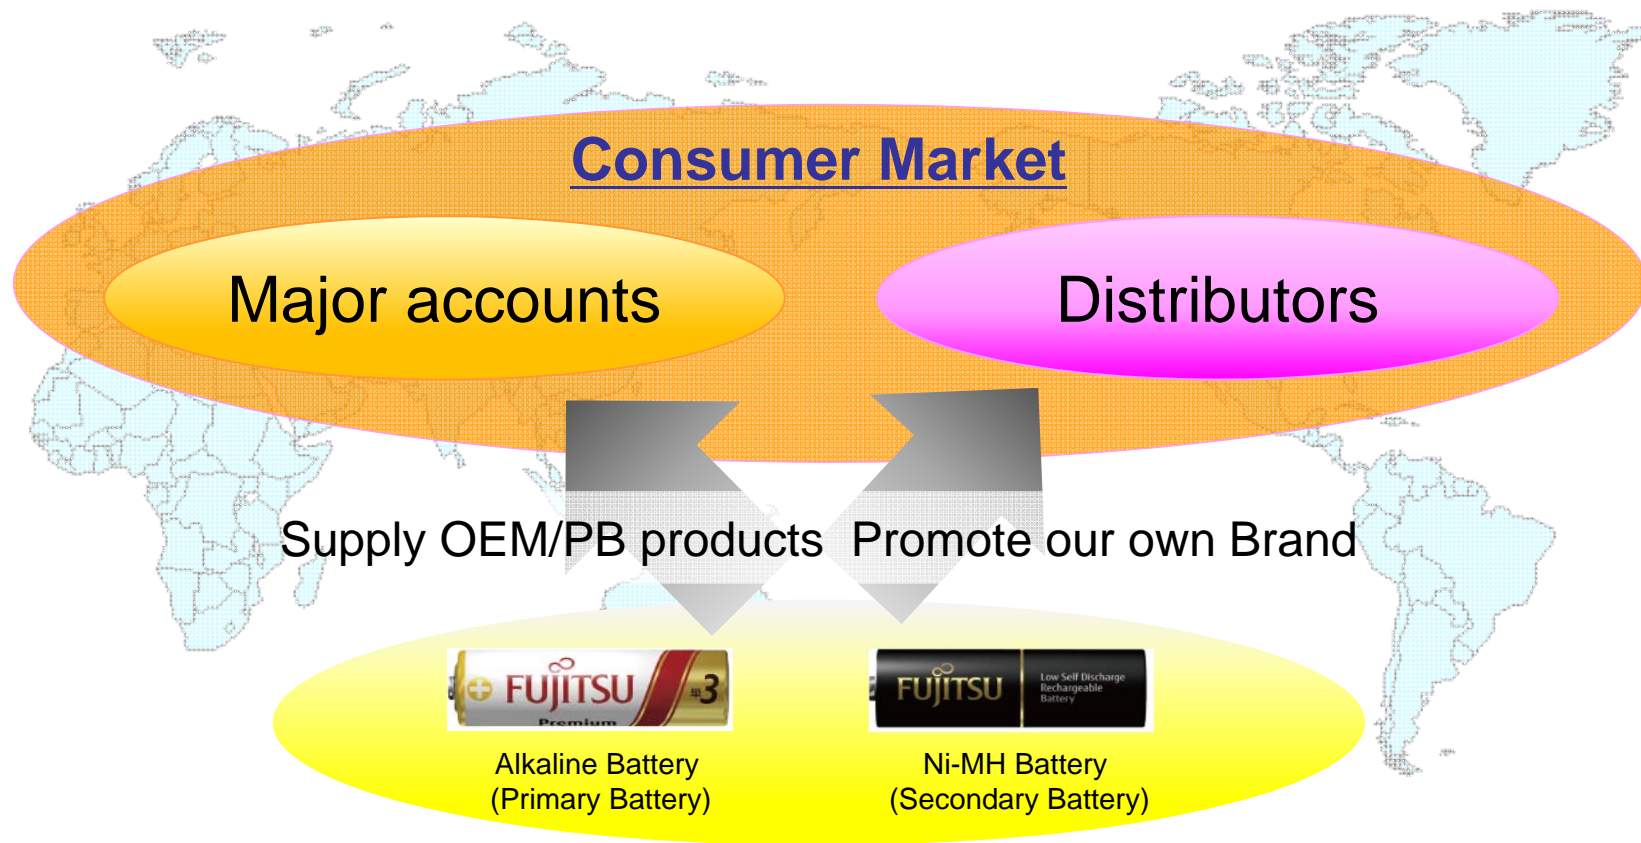 Consumer Market
Major accounts
Distributors
Supply OEM/PB products
Promote our own Brand
FUJITSU
Premium
単3
FUJITSU
Low Self Discharge
Rechargeable
Battery
Alkaline Battery
(Primary Battery)
Ni-MH Battery
(Secondary Battery)